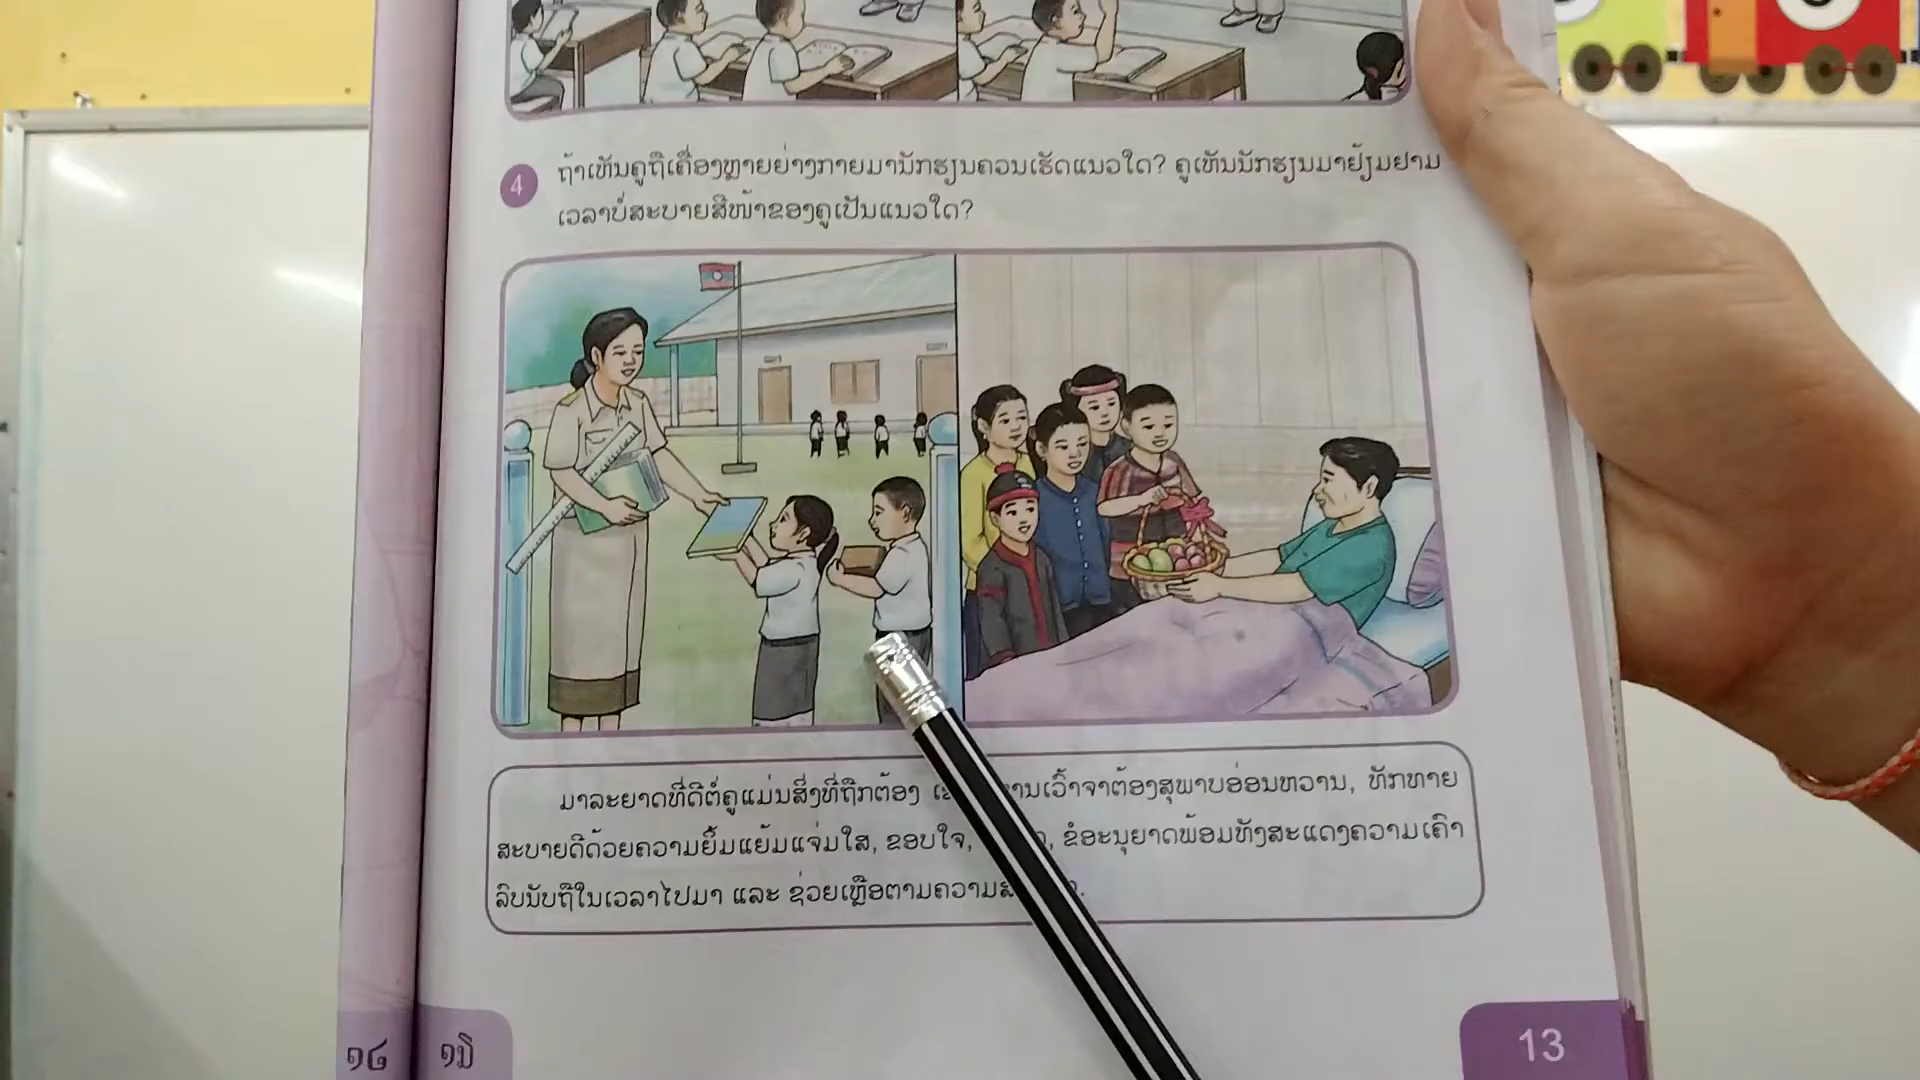 4
ຖ້າເຫັນຄູຖືເຄື່ອງຫຼາຍຢ່າງກາຍມານັກຮຽນຄວນເຮັດແນວໃດ? ຄູເຫັນນັກຮຽນມາຢ້ຽມຢາມ
ເວລາບໍ່ສະບາຍສີໜ້າຂອງຄູເປັນແນວໃດ?
ມາລະຍາດທີ່ດີຕໍ່ຄູແມ່ນສິ່ງທີ່ຖືກຕ້ອງ ເວົ້າຈາຕ້ອງສຸພາບອ່ອນຫວານ, ທັກທາຍ
ສະບາຍດີດ້ວຍຄວາມຍິ້ມແຍ້ມແຈ່ມໃສ, ຂອບໃຈ, ຂໍອະນຸຍາດພ້ອມທັງສະແດງຄວາມເຄົາ
ລົບນັບຖືໃນເວລາໄປມາ ແລະ ຊ່ວຍເຫຼືອຕາມຄວາມ
13